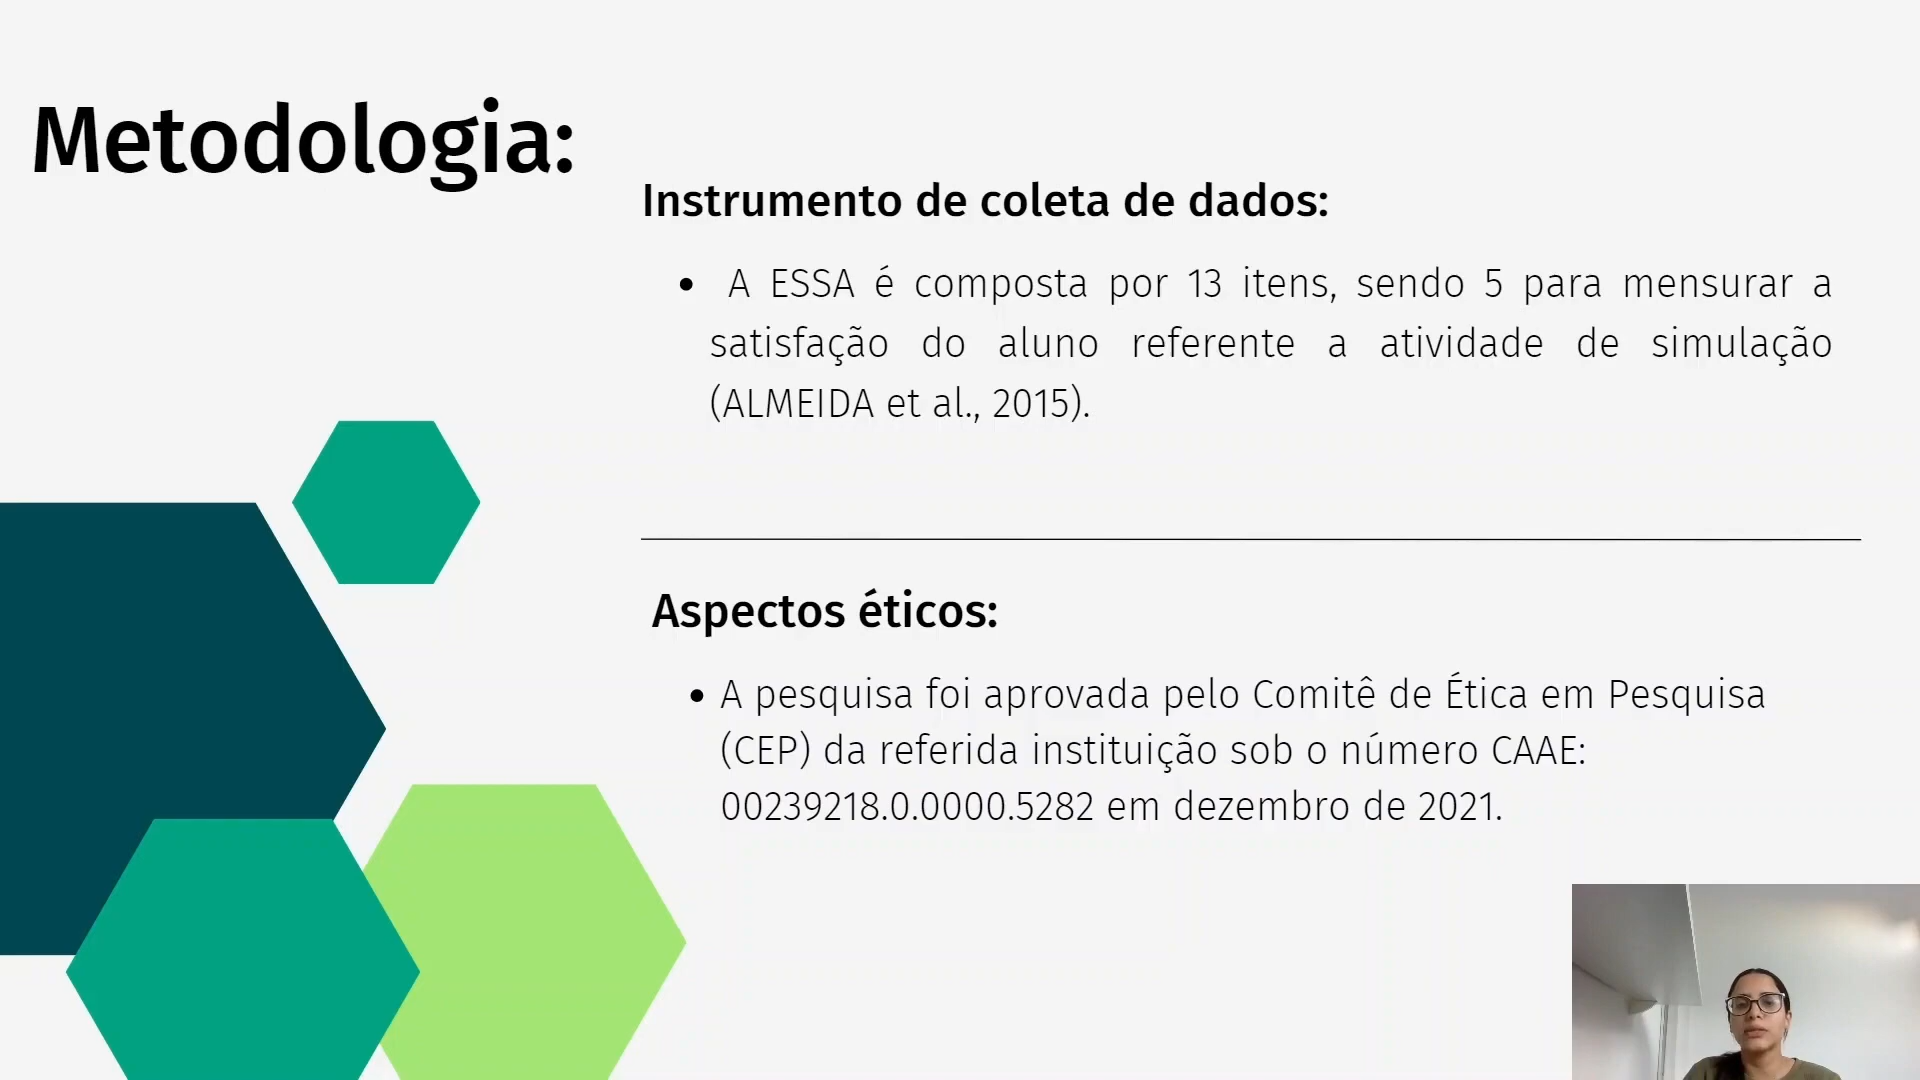 Metodologia:
Instrumento de coleta de dados:
• A ESSA é composta por 13 itens, sendo 5 para mensurar a
satisfação do aluno referente a atividade de simulação
(ALMEIDA et al., 2015).
Aspectos éticos:
• A pesquisa foi aprovada pelo Comitê de Ética em Pesquisa
(CEP) da referida instituição sob o número CAAE:
00239218.0.0000.5282 em dezembro de 2021.